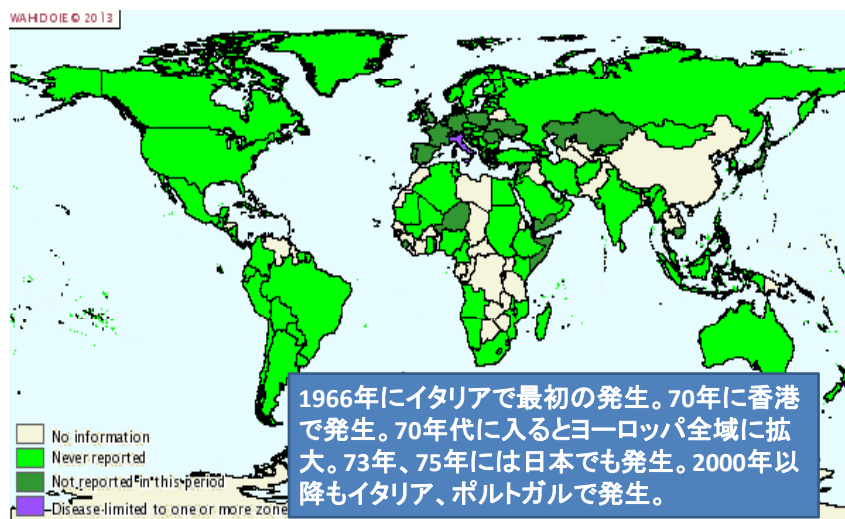 WAHID OIE © 2013
1966年にイタリアで最初の発生。70年に香港
で発生。70年代に入るとヨーロッパ全域に拡
大。73年、75年には日本でも発生。2000年以
降もイタリア、ポルトガルで発生。
No information
Never reported
Not reported in this period
Disease limited to one or more zone